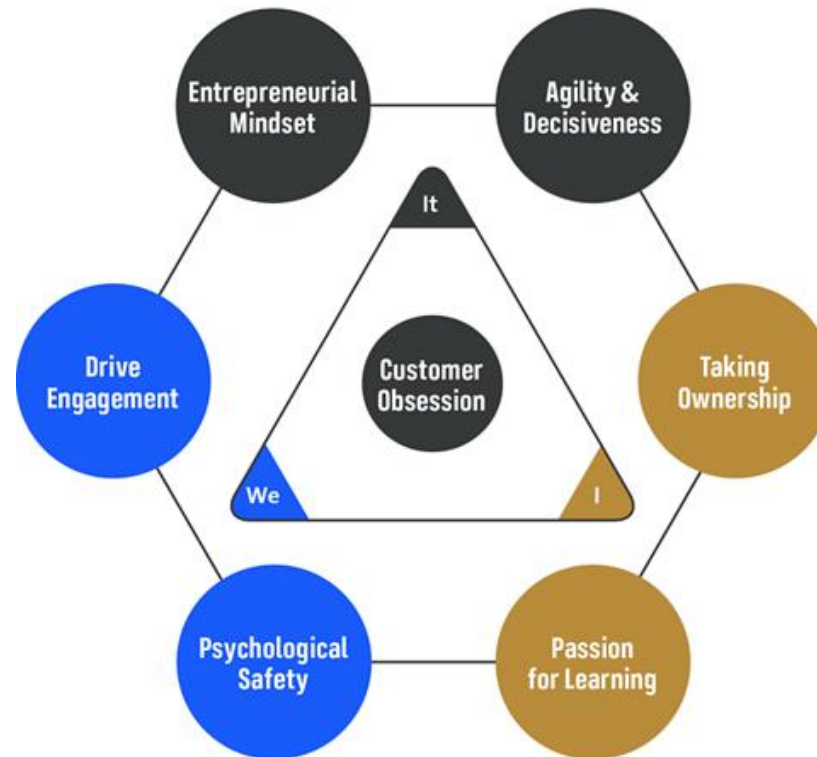 Entrepreneurial
Mindset
Agility &
Decisiveness
It
Drive
Engagement
Customer
Obsession
Taking
Ownership
We
I
Psychological
Safety
Passion
for Learning